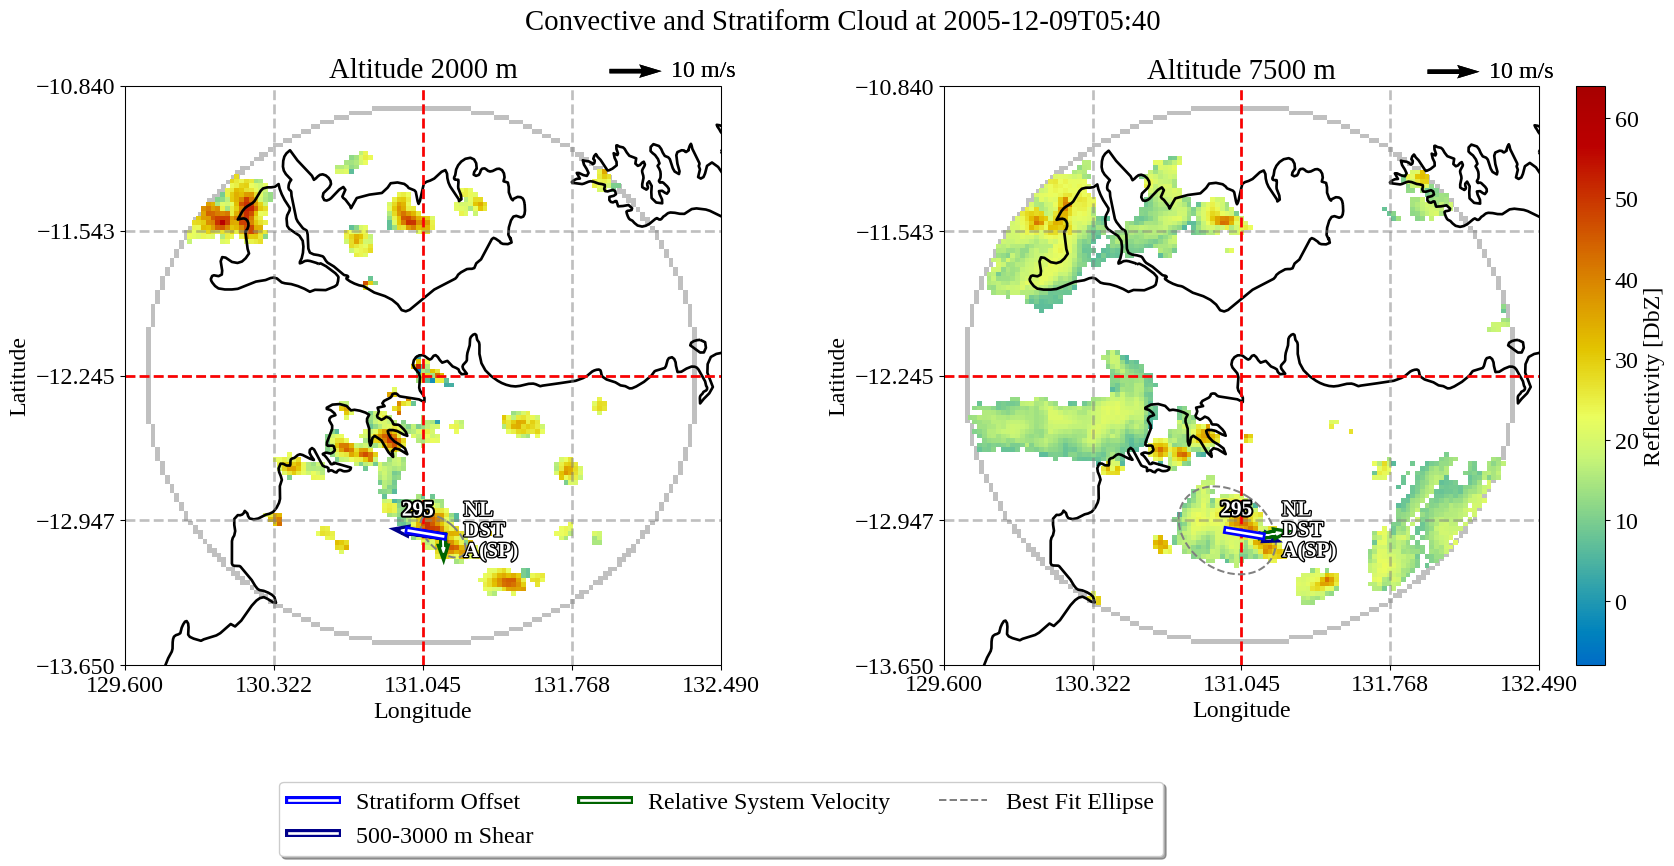 Convective and Stratiform Cloud at 2005-12-09T05:40
Altitude 2000 m
10 m/s
Altitude 7500 m
10 m/s
−10.840
−11.543
−12.245
−12.947
−13.650
Latitude
129.600
130.322
131.045
131.768
132.490
Longitude
295
NL
DST
A(SP)
−10.840
−11.543
−12.245
−12.947
−13.650
Latitude
129.600
130.322
131.045
131.768
132.490
Longitude
295
NL
DST
A(SP)
60
50
40
30
20
10
0
Reflectivity [DbZ]
Stratiform Offset
500-3000 m Shear
Relative System Velocity
Best Fit Ellipse